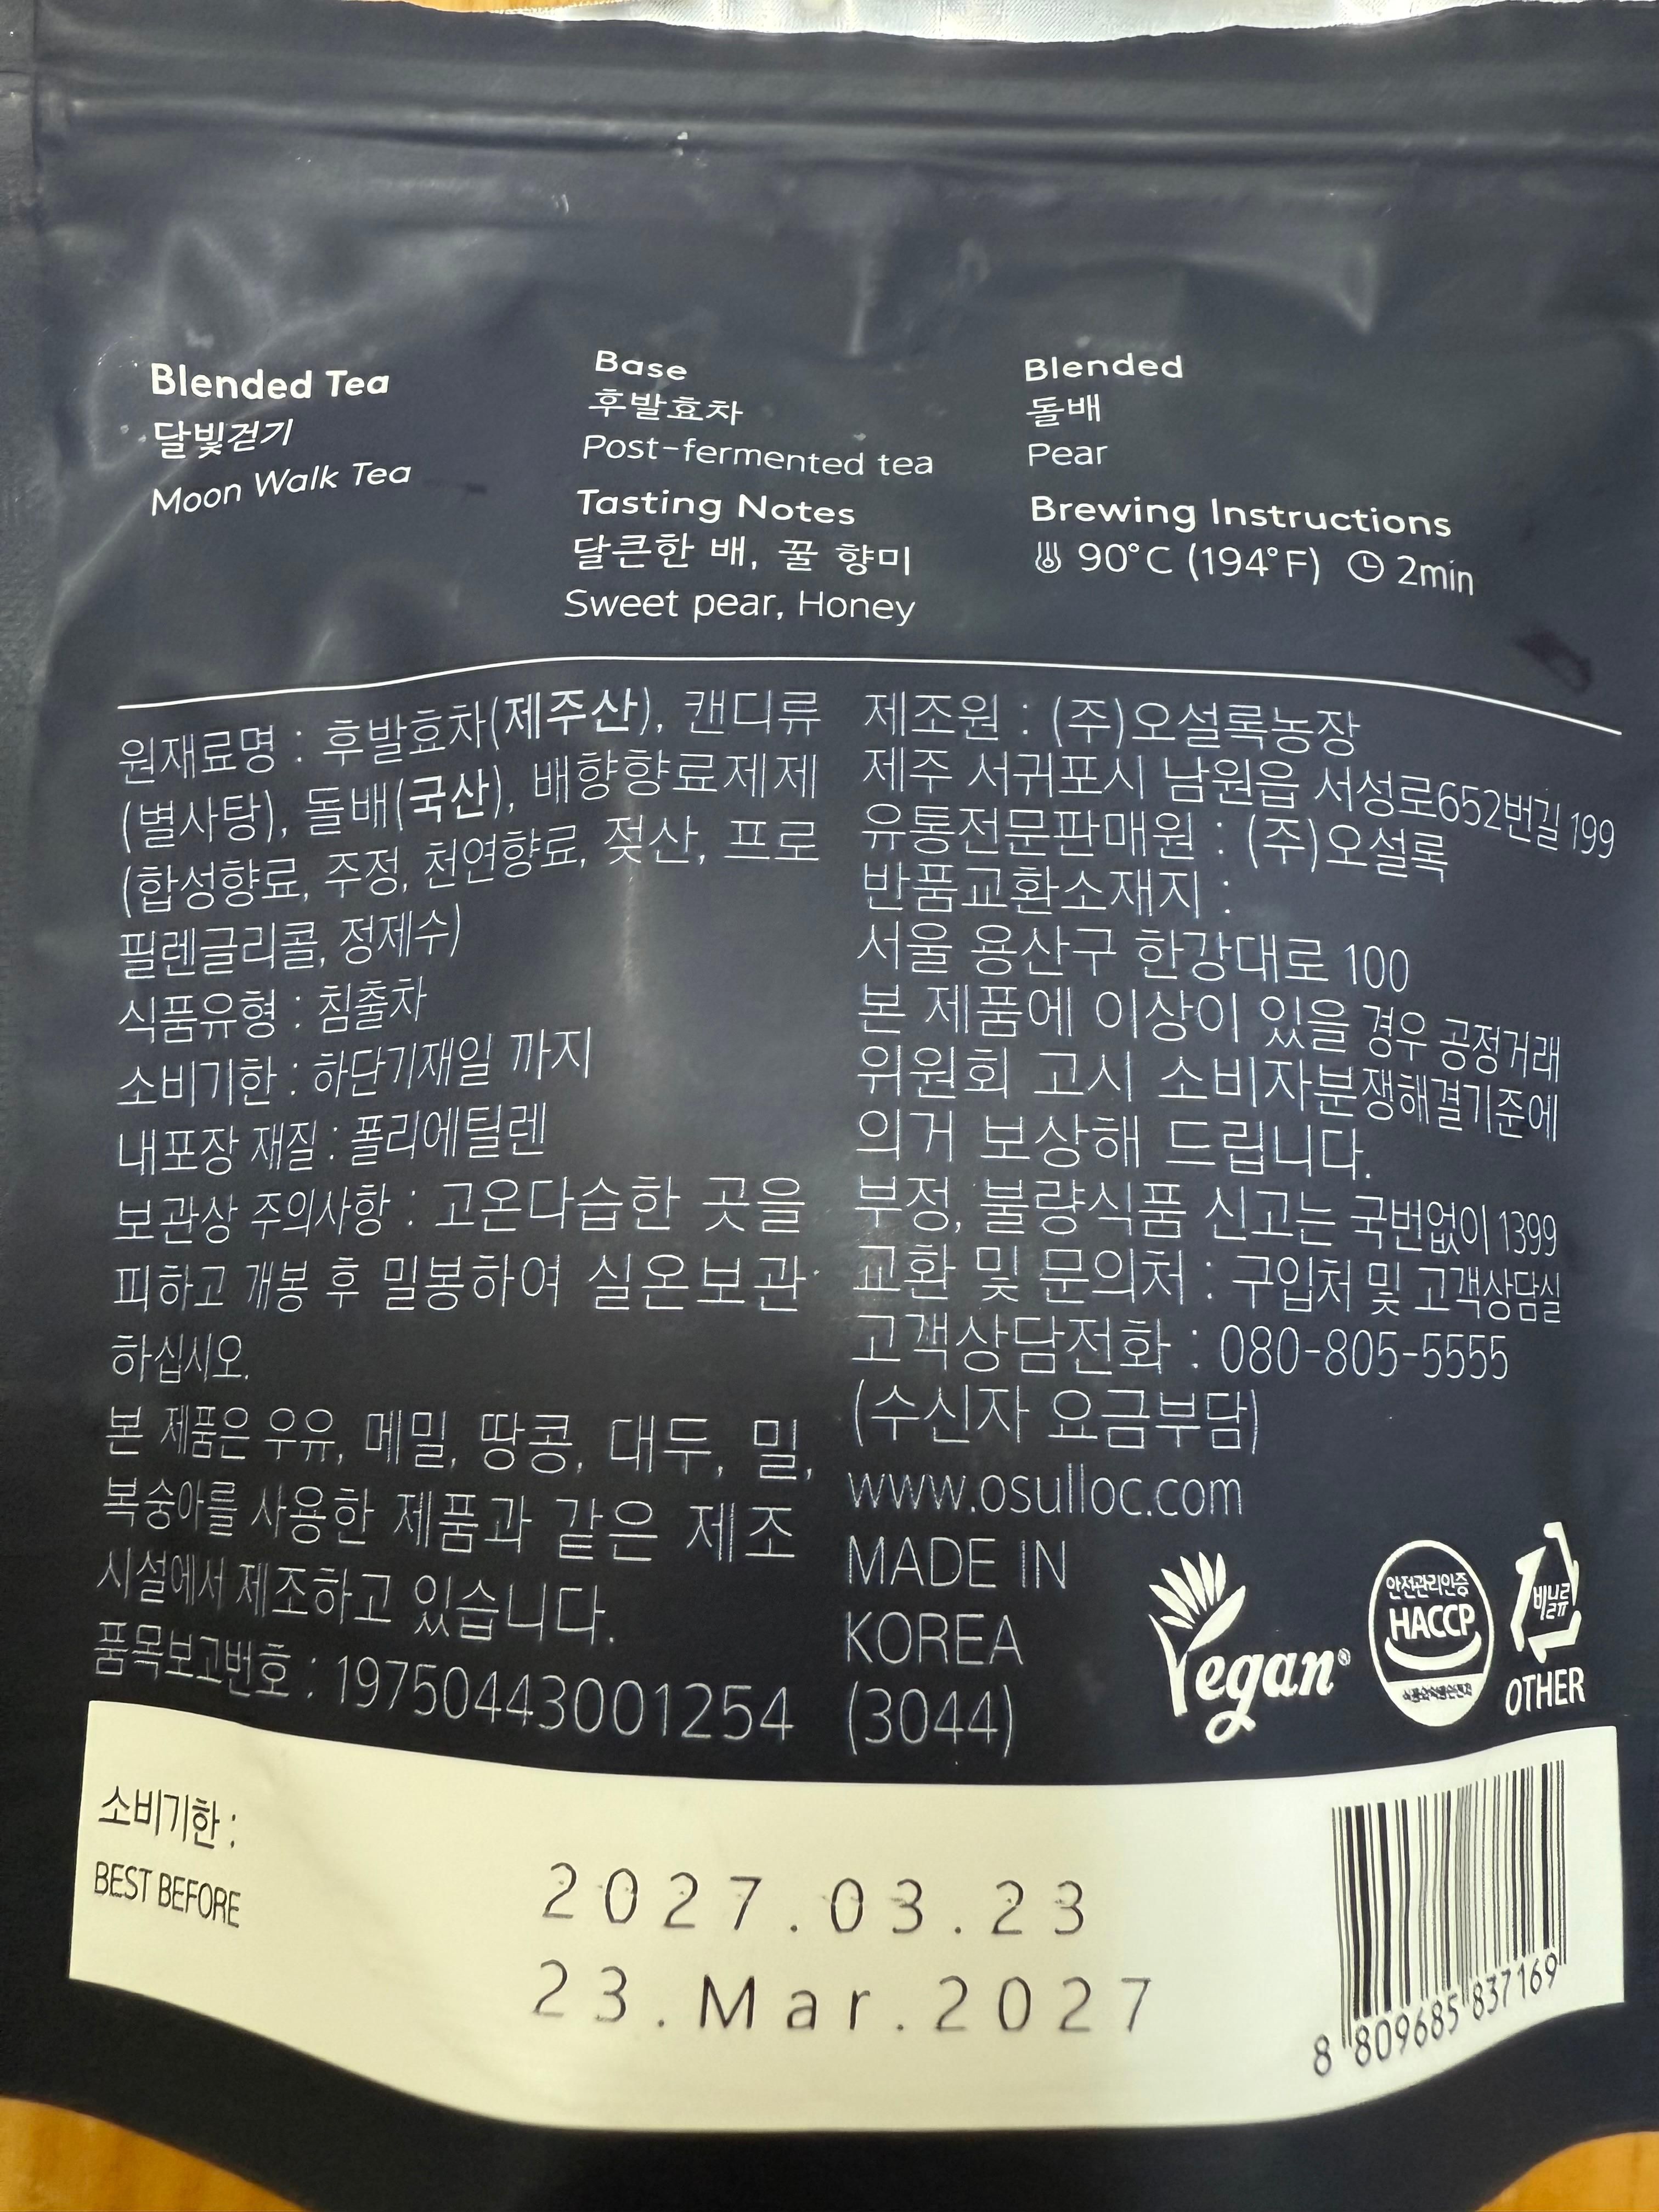 Blended Tea
달빛걷기
Moon Walk Tea
Base
후발효차
Post-fermented tea
Tasting Notes
달큰한 배, 꿀 향미
Sweet pear, Honey
Blended
돌배
Pear
Brewing Instructions
90°C (194°F) 2min
원재료명 : 후발효차(제주산), 캔디류
(별사탕), 돌배(국산), 배향향료제제
(합성향료, 주정, 천연향료, 젖산, 프로
필렌글리콜, 정제수)
식품유형 : 침출차
소비기한 : 하단기재일 까지
내포장 재질 : 폴리에틸렌
보관상 주의사항 : 고온다습한 곳을
피하고 개봉 후 밀봉하여 실온보관
하십시오.
본 제품은 우유, 메밀, 땅콩, 대두, 밀,
복숭아를 사용한 제품과 같은 제조
시설에서 제조하고 있습니다.
품목보고번호 : 19750443001254
제조원 : (주)오설록농장
제주 서귀포시 남원읍 서성로652번길 199
유통전문판매원 : (주)오설록
반품교환소재지 :
서울 용산구 한강대로 100
본 제품에 이상이 있을 경우 공정거래
위원회 고시 소비자분쟁해결기준에
의거 보상해 드립니다.
부정, 불량식품 신고는 국번없이 1399
교환 및 문의처 : 구입처 및 고객상담실
고객상담전화 : 080-805-5555
(수신자 요금부담)
www.osulloc.com
MADE IN
KOREA
(3044)
Vegan®
안전관리인증
HACCP
식품의약품안전처
비닐류
OTHER
소비기한 :
BEST BEFORE
2027.03.23
23.Mar.2027
8 809685 837169